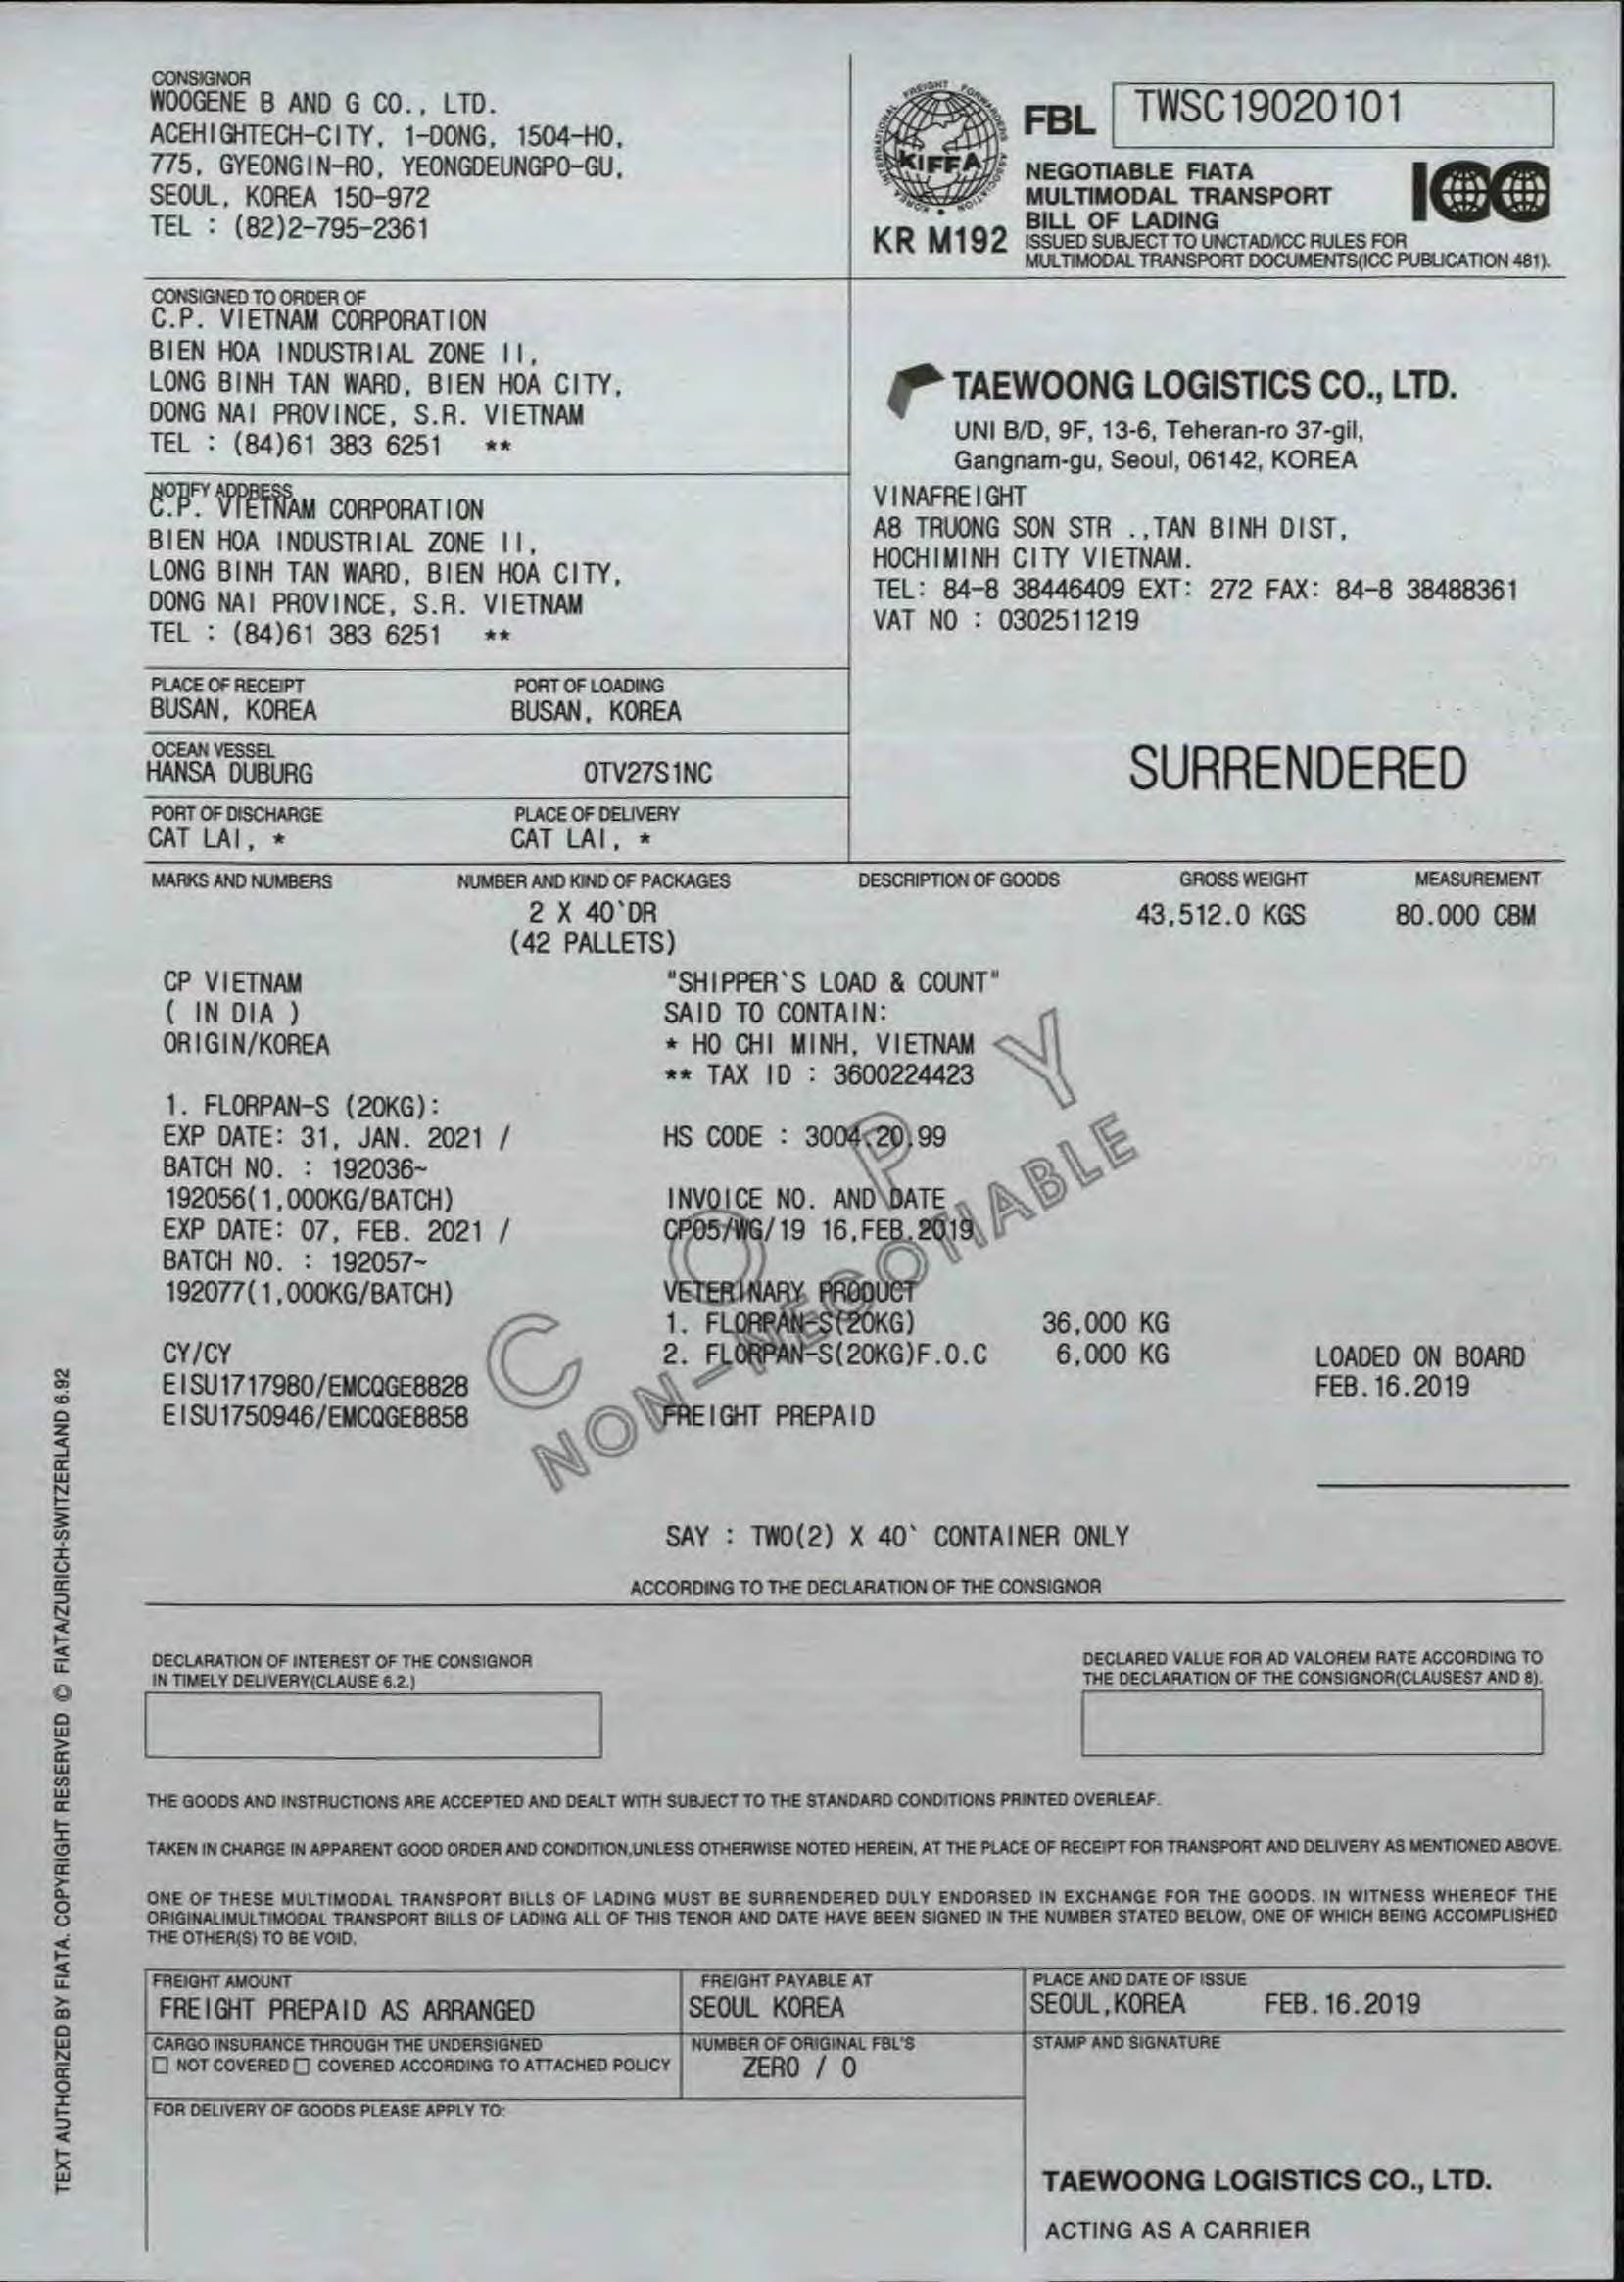 CONSIGNOR
WOOGENE B AND G CO., LTD.
ACEHIGHTECH-CITY, 1-DONG, 1504-HO,
775, GYEONGIN-RO, YEONGDEUNGPO-GU,
SEOUL, KOREA 150-972
TEL : (82)2-795-2361
KOREA INTERNATIONAL FREIGHT FORWARDERS ASSOCIATION
KIFFA
KR M192
FBL
TWSC19020101
NEGOTIABLE FIATA
MULTIMODAL TRANSPORT
BILL OF LADING
ICC
ISSUED SUBJECT TO UNCTAD/ICC RULES FOR
MULTIMODAL TRANSPORT DOCUMENTS(ICC PUBLICATION 481).
CONSIGNED TO ORDER OF
C.P. VIETNAM CORPORATION
BIEN HOA INDUSTRIAL ZONE II,
LONG BINH TAN WARD, BIEN HOA CITY,
DONG NAI PROVINCE, S.R. VIETNAM
TEL : (84)61 383 6251 **
TAEWOONG LOGISTICS CO., LTD.
UNI B/D, 9F, 13-6, Teheran-ro 37-gil,
Gangnam-gu, Seoul, 06142, KOREA
NOTIFY ADDRESS
C.P. VIETNAM CORPORATION
BIEN HOA INDUSTRIAL ZONE II,
LONG BINH TAN WARD, BIEN HOA CITY,
DONG NAI PROVINCE, S.R. VIETNAM
TEL : (84)61 383 6251 **
VINAFREIGHT
A8 TRUONG SON STR .,TAN BINH DIST,
HOCHIMINH CITY VIETNAM.
TEL: 84-8 38446409 EXT: 272 FAX: 84-8 38488361
VAT NO : 0302511219
PLACE OF RECEIPT PORT OF LOADING
BUSAN, KOREA BUSAN, KOREA
OCEAN VESSEL
HANSA DUBURG 0TV27S1NC
SURRENDERED
PORT OF DISCHARGE PLACE OF DELIVERY
CAT LAI, * CAT LAI, *
MARKS AND NUMBERS NUMBER AND KIND OF PACKAGES DESCRIPTION OF GOODS GROSS WEIGHT MEASUREMENT
2 X 40`DR 43,512.0 KGS 80.000 CBM
(42 PALLETS)
CP VIETNAM "SHIPPER`S LOAD & COUNT"
( IN DIA ) SAID TO CONTAIN:
ORIGIN/KOREA * HO CHI MINH, VIETNAM
** TAX ID : 3600224423
1. FLORPAN-S (20KG):
EXP DATE: 31, JAN. 2021 / HS CODE : 3004.20.99
BATCH NO. : 192036~
192056(1,000KG/BATCH) INVOICE NO. AND DATE
EXP DATE: 07, FEB. 2021 / CP05/WG/19 16,FEB.2019
BATCH NO. : 192057~
192077(1,000KG/BATCH) VETERINARY PRODUCT
1. FLORPAN-S(20KG) 36,000 KG
CY/CY 2. FLORPAN-S(20KG)F.O.C 6,000 KG LOADED ON BOARD
EISU1717980/EMCQGE8828 FEB.16.2019
EISU1750946/EMCQGE8858 FREIGHT PREPAID
COPY
NON-NEGOTIABLE
SAY : TWO(2) X 40` CONTAINER ONLY
ACCORDING TO THE DECLARATION OF THE CONSIGNOR
DECLARATION OF INTEREST OF THE CONSIGNOR
IN TIMELY DELIVERY(CLAUSE 6.2.)
DECLARED VALUE FOR AD VALOREM RATE ACCORDING TO
THE DECLARATION OF THE CONSIGNOR(CLAUSES7 AND 8).
THE GOODS AND INSTRUCTIONS ARE ACCEPTED AND DEALT WITH SUBJECT TO THE STANDARD CONDITIONS PRINTED OVERLEAF.
TAKEN IN CHARGE IN APPARENT GOOD ORDER AND CONDITION,UNLESS OTHERWISE NOTED HEREIN, AT THE PLACE OF RECEIPT FOR TRANSPORT AND DELIVERY AS MENTIONED ABOVE.
ONE OF THESE MULTIMODAL TRANSPORT BILLS OF LADING MUST BE SURRENDERED DULY ENDORSED IN EXCHANGE FOR THE GOODS. IN WITNESS WHEREOF THE
ORIGINALIMULTIMODAL TRANSPORT BILLS OF LADING ALL OF THIS TENOR AND DATE HAVE BEEN SIGNED IN THE NUMBER STATED BELOW, ONE OF WHICH BEING ACCOMPLISHED
THE OTHER(S) TO BE VOID.
FREIGHT AMOUNT FREIGHT PAYABLE AT PLACE AND DATE OF ISSUE
FREIGHT PREPAID AS ARRANGED SEOUL KOREA SEOUL,KOREA FEB.16.2019
CARGO INSURANCE THROUGH THE UNDERSIGNED NUMBER OF ORIGINAL FBL'S STAMP AND SIGNATURE
☐ NOT COVERED ☐ COVERED ACCORDING TO ATTACHED POLICY ZERO / 0
FOR DELIVERY OF GOODS PLEASE APPLY TO:
TAEWOONG LOGISTICS CO., LTD.
ACTING AS A CARRIER
TEXT AUTHORIZED BY FIATA. COPYRIGHT RESERVED © FIATA/ZURICH-SWITZERLAND 6.92